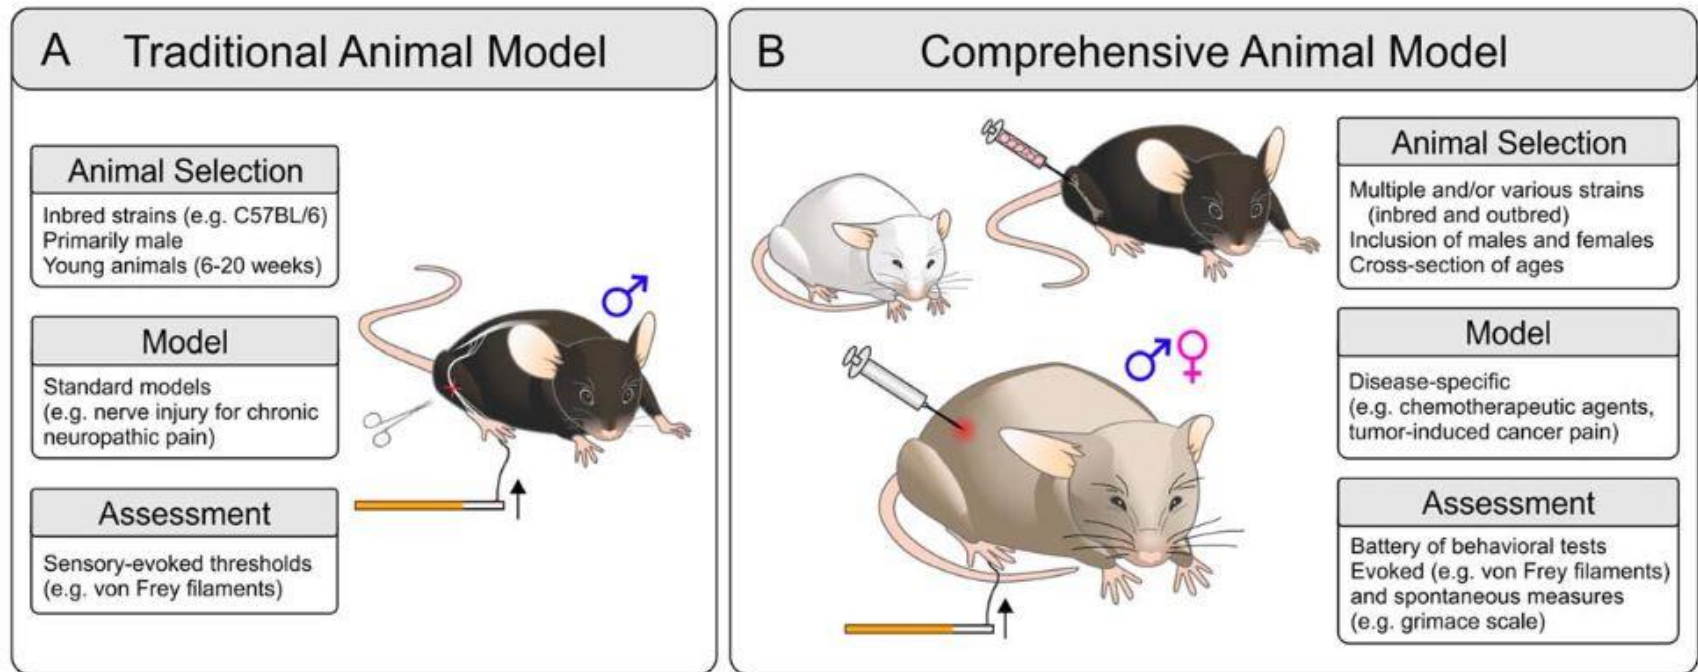 A Traditional Animal Model
Animal Selection
Inbred strains (e.g. C57BL/6)
Primarily male
Young animals (6-20 weeks)
Model
Standard models
(e.g. nerve injury for chronic
neuropathic pain)
Assessment
Sensory-evoked thresholds
(e.g. von Frey filaments)
B Comprehensive Animal Model
Animal Selection
Multiple and/or various strains
(inbred and outbred)
Inclusion of males and females
Cross-section of ages
Model
Disease-specific
(e.g. chemotherapeutic agents,
tumor-induced cancer pain)
Assessment
Battery of behavioral tests
Evoked (e.g. von Frey filaments)
and spontaneous measures
(e.g. grimace scale)